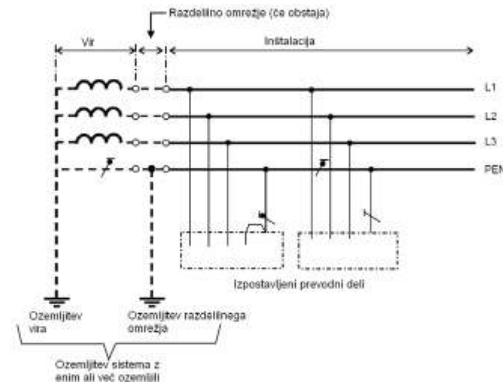 Razdelilno omrežje (če obstaja)
Vir
Inštalacija
L1
L2
L3
PEN
Izpostavljeni prevodni deli
Ozemljitev
vira
Ozemljitev razdelilnega
omrežja
Ozemljitev sistema z
enim ali več ozemljili